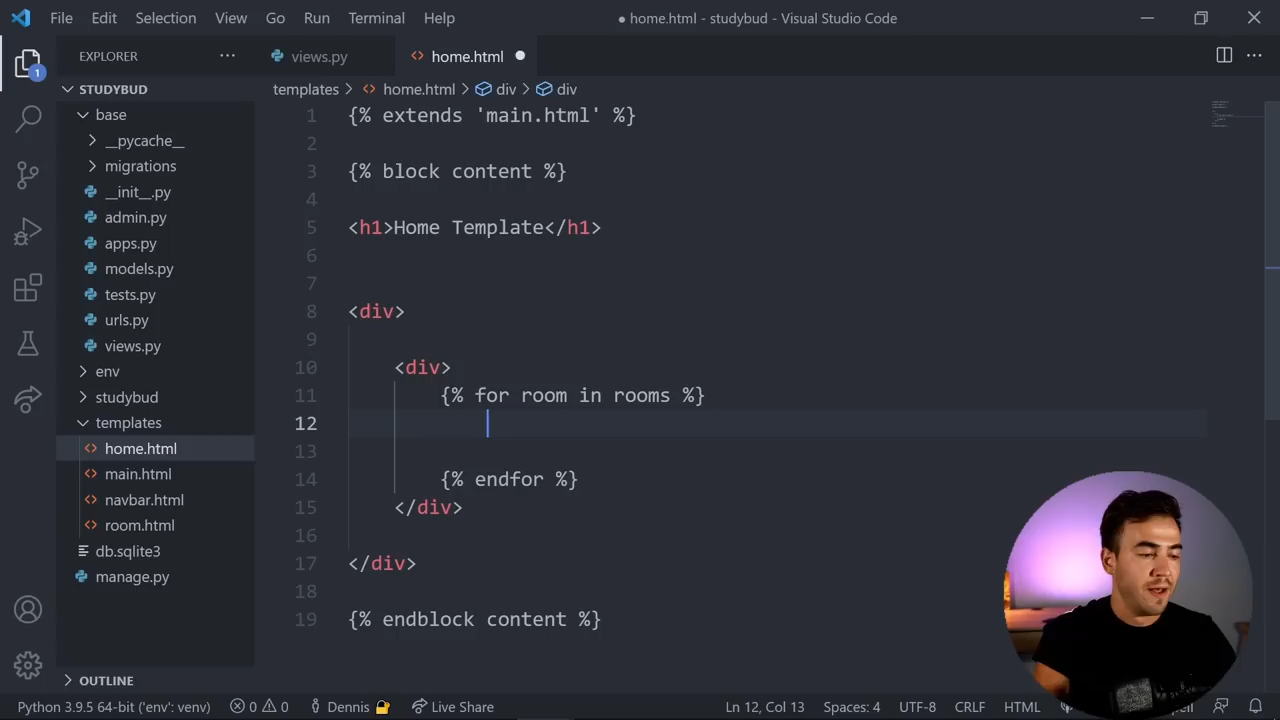 File Edit Selection View Go Run Terminal Help
● home.html - studybud - Visual Studio Code
EXPLORER
views.py
home.html
STUDYBUD
templates > home.html > div > div
base
__pycache__
migrations
__init__.py
admin.py
apps.py
models.py
tests.py
urls.py
views.py
env
studybud
templates
home.html
main.html
navbar.html
room.html
db.sqlite3
manage.py
OUTLINE
1 {% extends 'main.html' %}
2
3 {% block content %}
4
5 <h1>Home Template</h1>
6
7
8 <div>
9
10 <div>
11 {% for room in rooms %}
12
13
14 {% endfor %}
15 </div>
16
17 </div>
18
19 {% endblock content %}
1
Python 3.9.5 64-bit ('env': venv) 0 0 Dennis Live Share Ln 12, Col 13 Spaces: 4 UTF-8 CRLF HTML